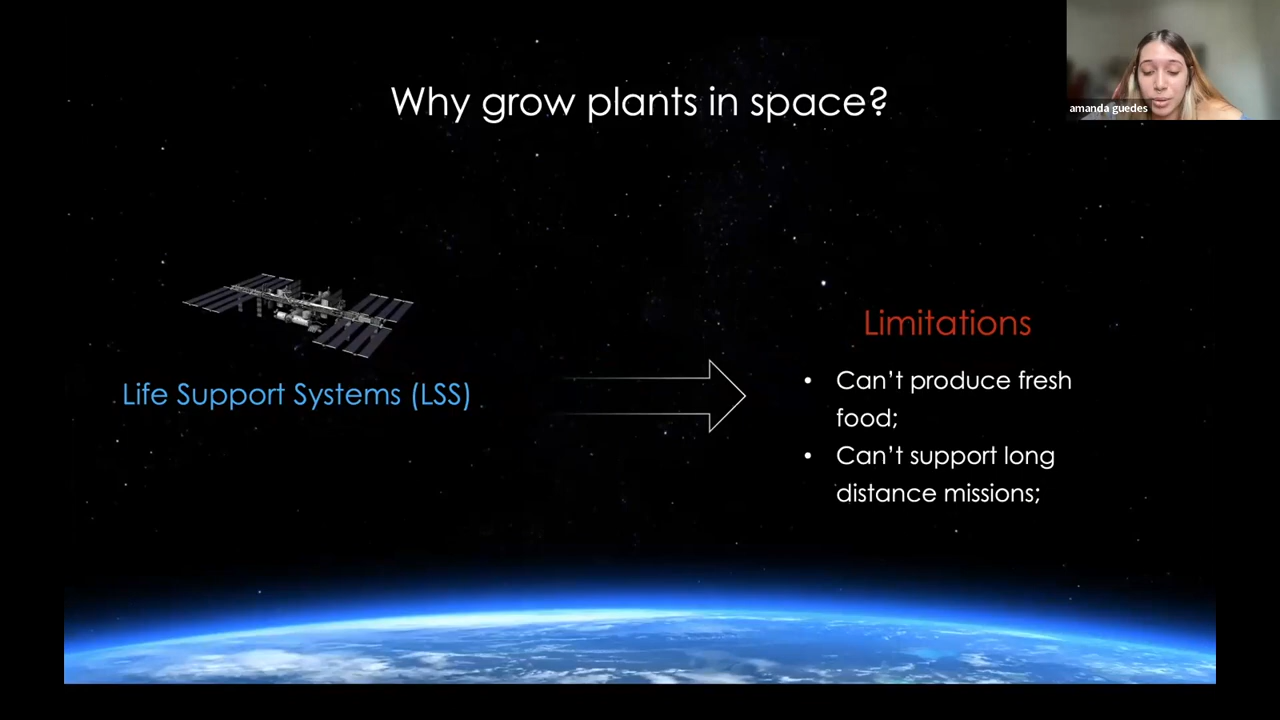 Why grow plants in space?
amanda guedes
Life Support Systems (LSS)
Limitations
• Can’t produce fresh
food;
• Can’t support long
distance missions;